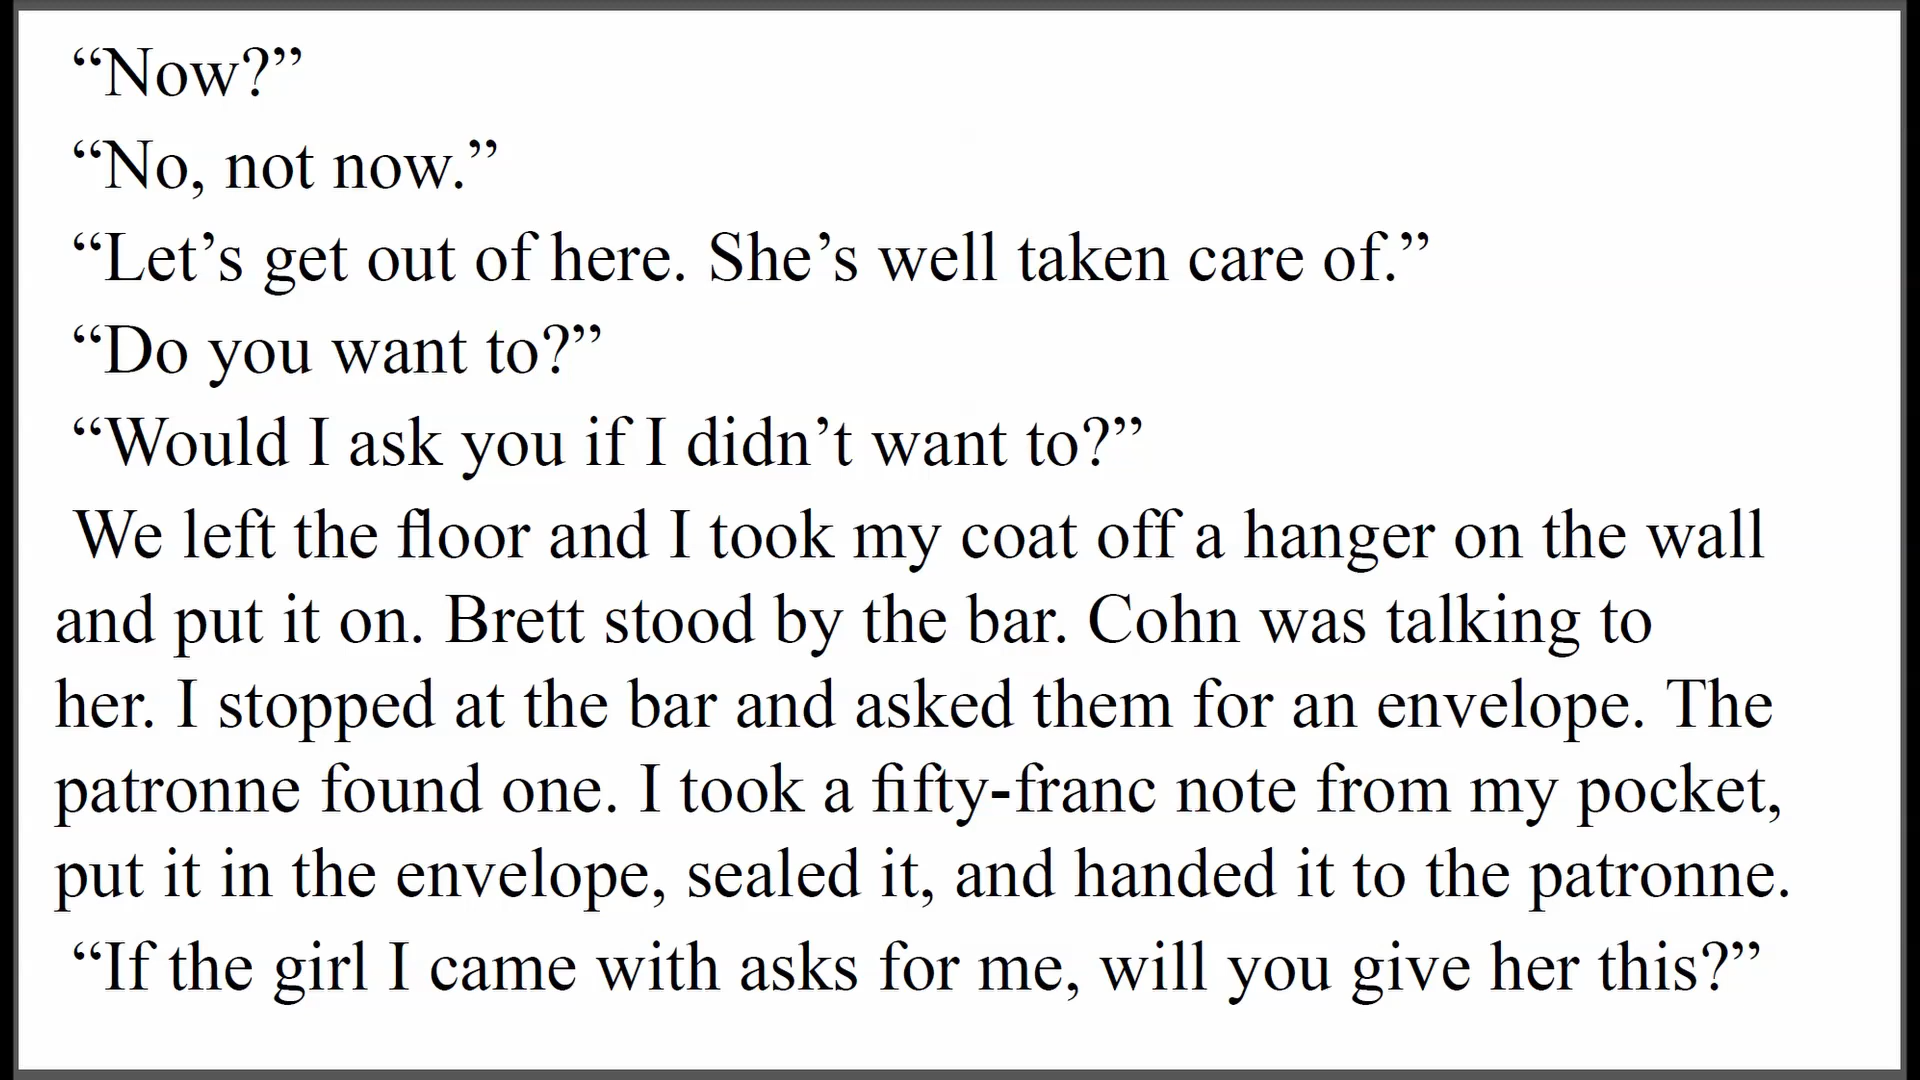 “Now?”
“No, not now.”
“Let’s get out of here. She’s well taken care of.”
“Do you want to?”
“Would I ask you if I didn’t want to?”
We left the floor and I took my coat off a hanger on the wall
and put it on. Brett stood by the bar. Cohn was talking to
her. I stopped at the bar and asked them for an envelope. The
patronne found one. I took a fifty-franc note from my pocket,
put it in the envelope, sealed it, and handed it to the patronne.
“If the girl I came with asks for me, will you give her this?”